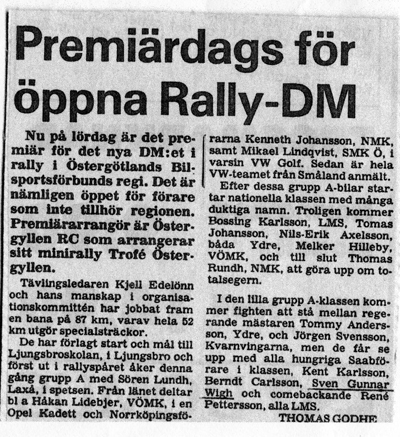 Premiärdags för
öppna Rally-DM
Nu på lördag är det pre-
miär för det nya DM:et i
rally i Östergötlands Bil-
sportsförbunds regi. Det är
nämligen öppet för förare
som inte tillhör regionen.
Premiärarrangör är Öster-
gyllen RC som arrangerar
sitt minirally Trofé Öster-
gyllen.
Tävlingsledaren Kjell Edelönn
och hans manskap i organisa-
tionskommittén har jobbat fram
en bana på 87 km, varav hela 52
km utgör specialsträckor.
De har förlagt start och mål till
Ljungsbroskolan, i Ljungsbro och
först ut i rallyspåret åker denna
gång grupp A med Sören Lundh,
Laxå, i spetsen. Från länet deltar
bl a Håkan Lidebjer, VÖMK, i en
Opel Kadett och Norrköpingsfö-
rarna Kenneth Johansson, NMK,
samt Mikael Lindqvist, SMK Ö, i
varsin VW Golf. Sedan är hela
VW-teamet från Småland anmält.
Efter dessa grupp A-bilar star-
tar nationella klassen med många
duktiga namn. Troligen kommer
Bossing Karlsson, LMS, Tomas
Johansson, Nils-Erik Axelsson,
båda Ydre, Melker Hilleby,
VÖMK, och till slut Thomas
Rundh, NMK, att göra upp om to-
talsegern.
I den lilla grupp A-klassen kom-
mer fighten att stå mellan rege-
rande mästaren Tommy Anders-
son, Ydre, och Jörgen Svensson,
Kvarnvingarna, men de får se
upp med alla hungriga Saabfö-
rare i klassen, Kent Karlsson,
Berndt Carlsson, Sven Gunnar
Wigh och comebackande René
Pettersson, alla LMS.
THOMAS GODHE